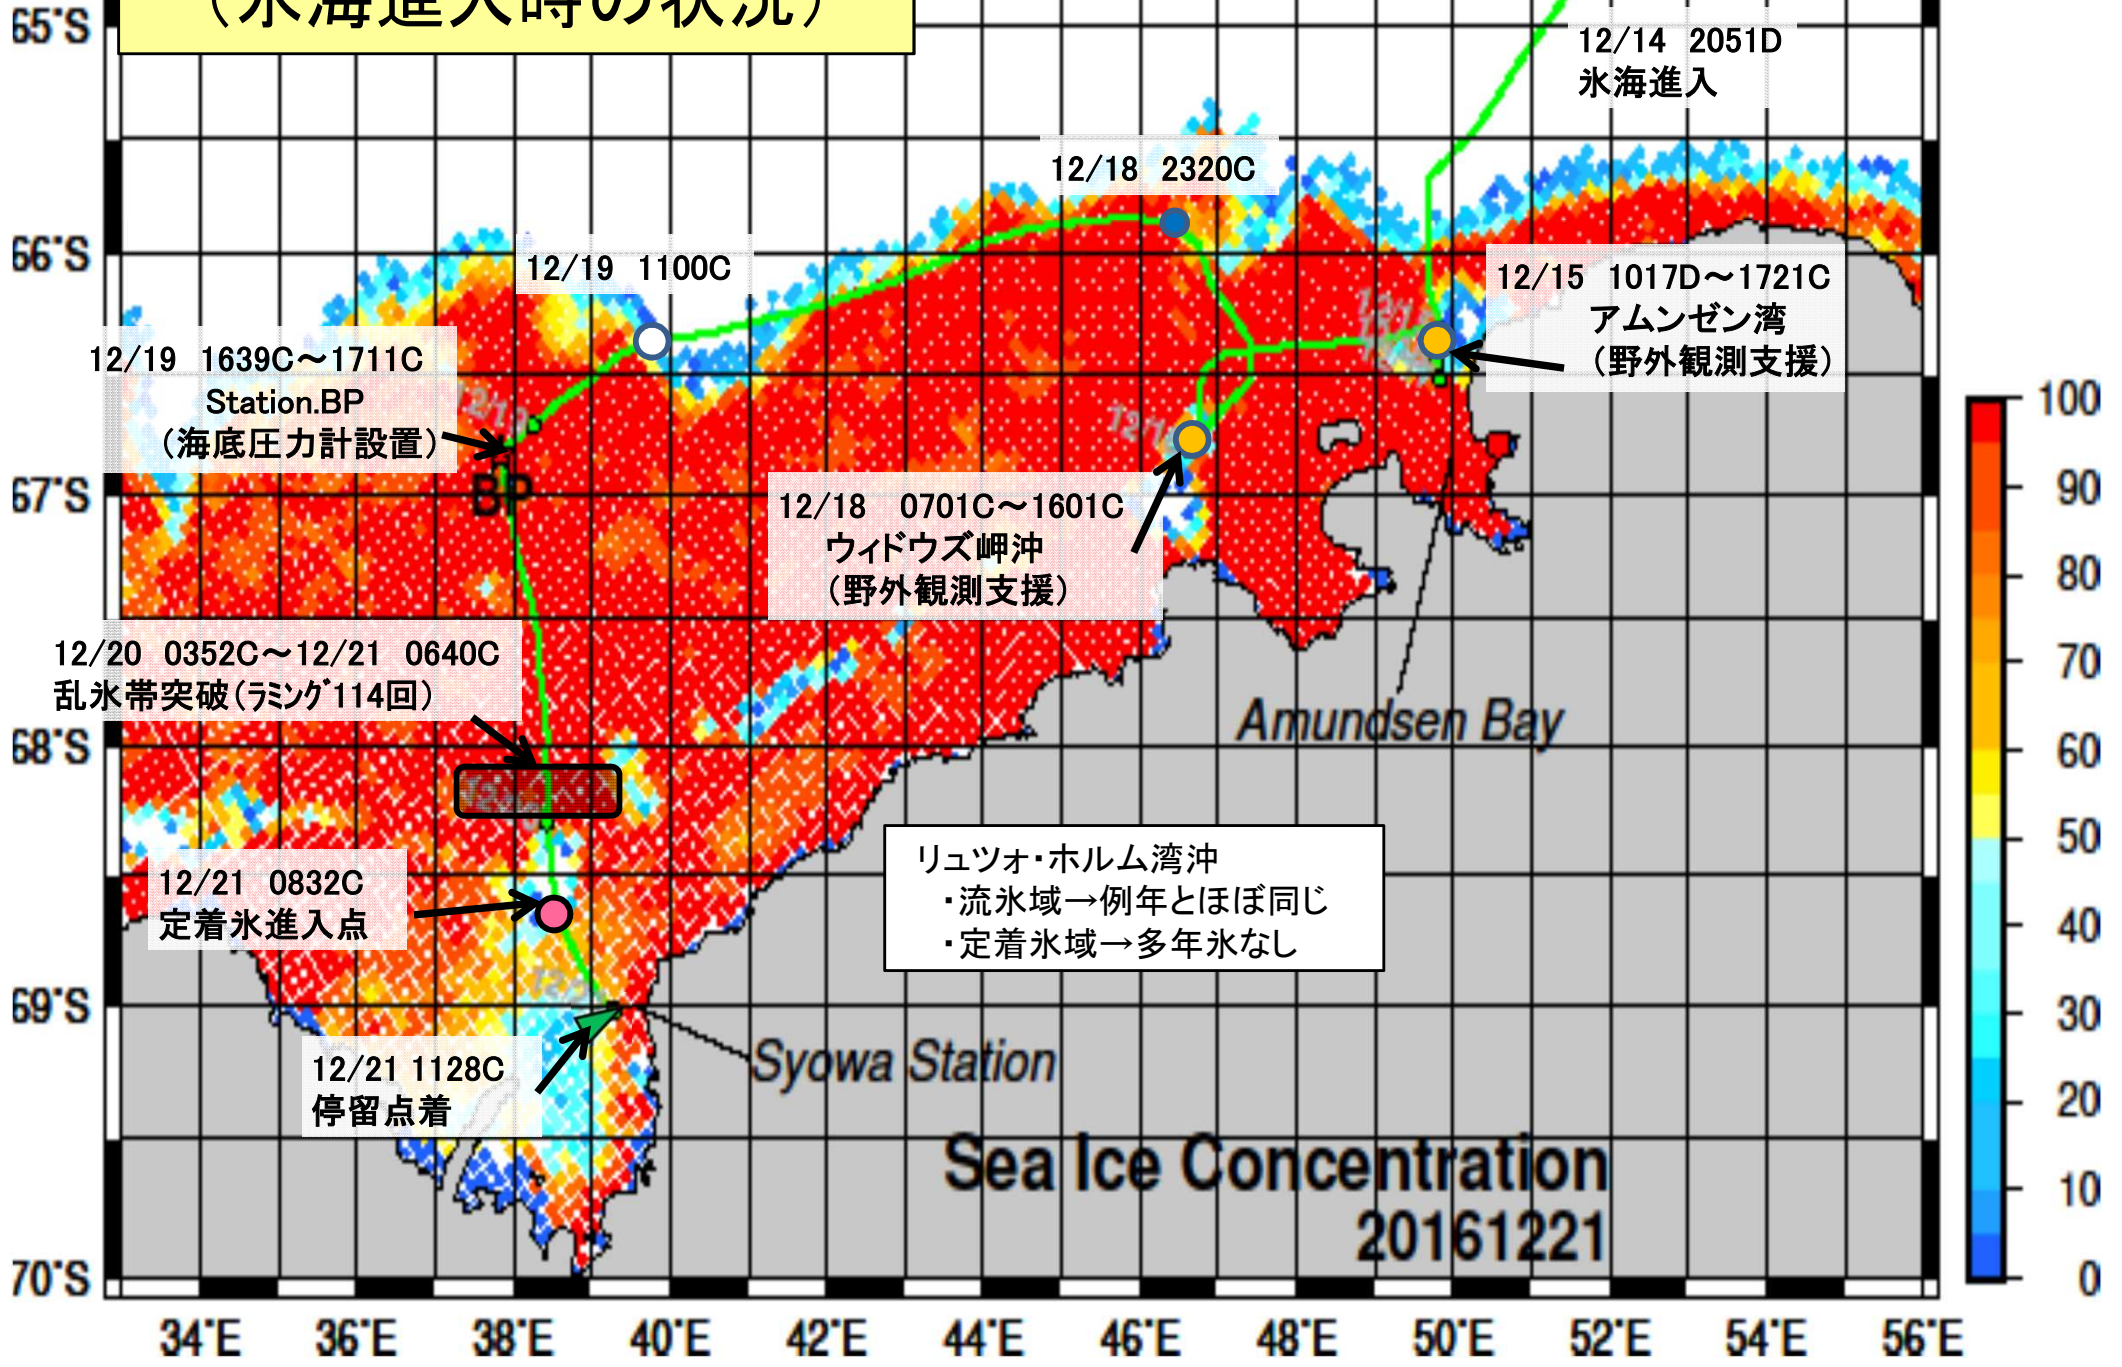 （氷海進入時の状況）
65°S
12/14 2051D
氷海進入
12/18 2320C
66°S
12/19 1100C
12/15 1017D～1721C
アムンゼン湾
（野外観測支援）
12/19 1639C～1711C
Station.BP
（海底圧力計設置）
BP
67°S
12/18 0701C～1601C
ウィドウズ岬沖
（野外観測支援）
12/20 0352C～12/21 0640C
乱氷帯突破（ﾗﾐﾝｸﾞ114回）
Amundsen Bay
68°S
リュツォ・ホルム湾沖
・流氷域→例年とほぼ同じ
・定着氷域→多年氷なし
12/21 0832C
定着氷進入点
69°S
Syowa Station
12/21 1128C
停留点着
Sea Ice Concentration
20161221
70°S
34°E 36°E 38°E 40°E 42°E 44°E 46°E 48°E 50°E 52°E 54°E 56°E
100
90
80
70
60
50
40
30
20
10
0